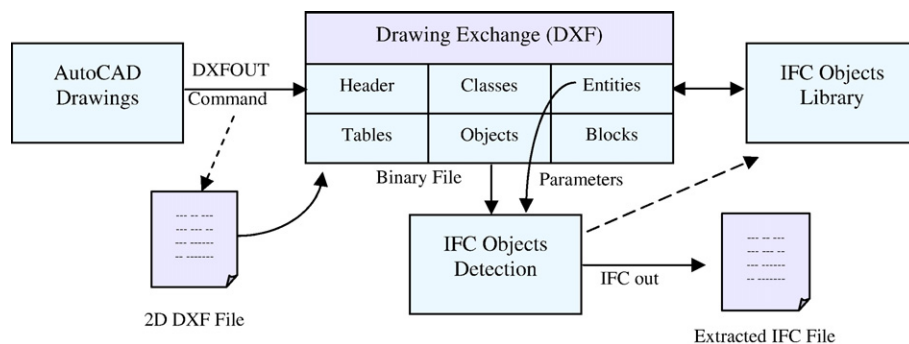 Drawing Exchange (DXF)
AutoCAD
Drawings
DXFOUT
Command
Header
Classes
Entities
Tables
Objects
Blocks
IFC Objects
Library
Binary File
Parameters
IFC Objects
Detection
IFC out
2D DXF File
Extracted IFC File